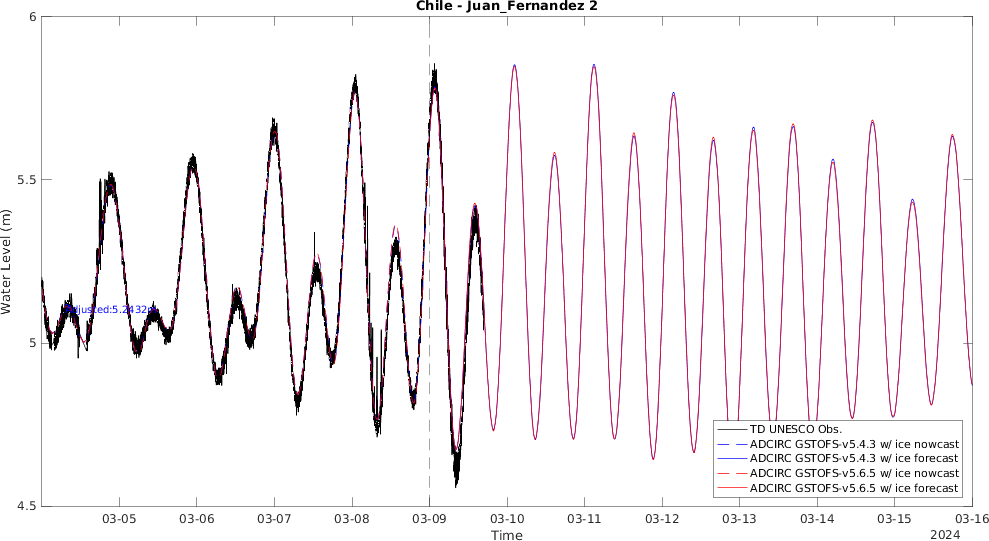 Chile - Juan_Fernandez 2
6
5.5
5
4.5
Water Level (m)
Adjusted:5.2432m
TD UNESCO Obs.
ADCIRC GSTOFS-v5.4.3 w/ ice nowcast
ADCIRC GSTOFS-v5.4.3 w/ ice forecast
ADCIRC GSTOFS-v5.6.5 w/ ice nowcast
ADCIRC GSTOFS-v5.6.5 w/ ice forecast
03-05 03-06 03-07 03-08 03-09 03-10 03-11 03-12 03-13 03-14 03-15 03-16
Time
2024